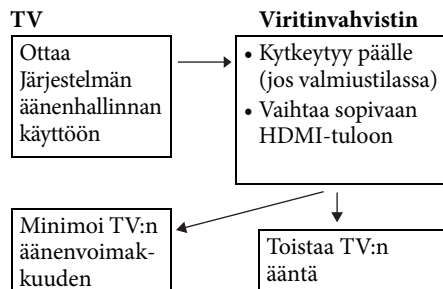 TV
Viritinvahvistin
Ottaa
Järjestelmän
äänenhallinnan
käyttöön
• Kytkeytyy päälle
(jos valmiustilassa)
• Vaihtaa sopivaan
HDMI-tuloon
Minimoi TV:n
äänenvoimak-
kuuden
Toistaa TV:n
ääntä